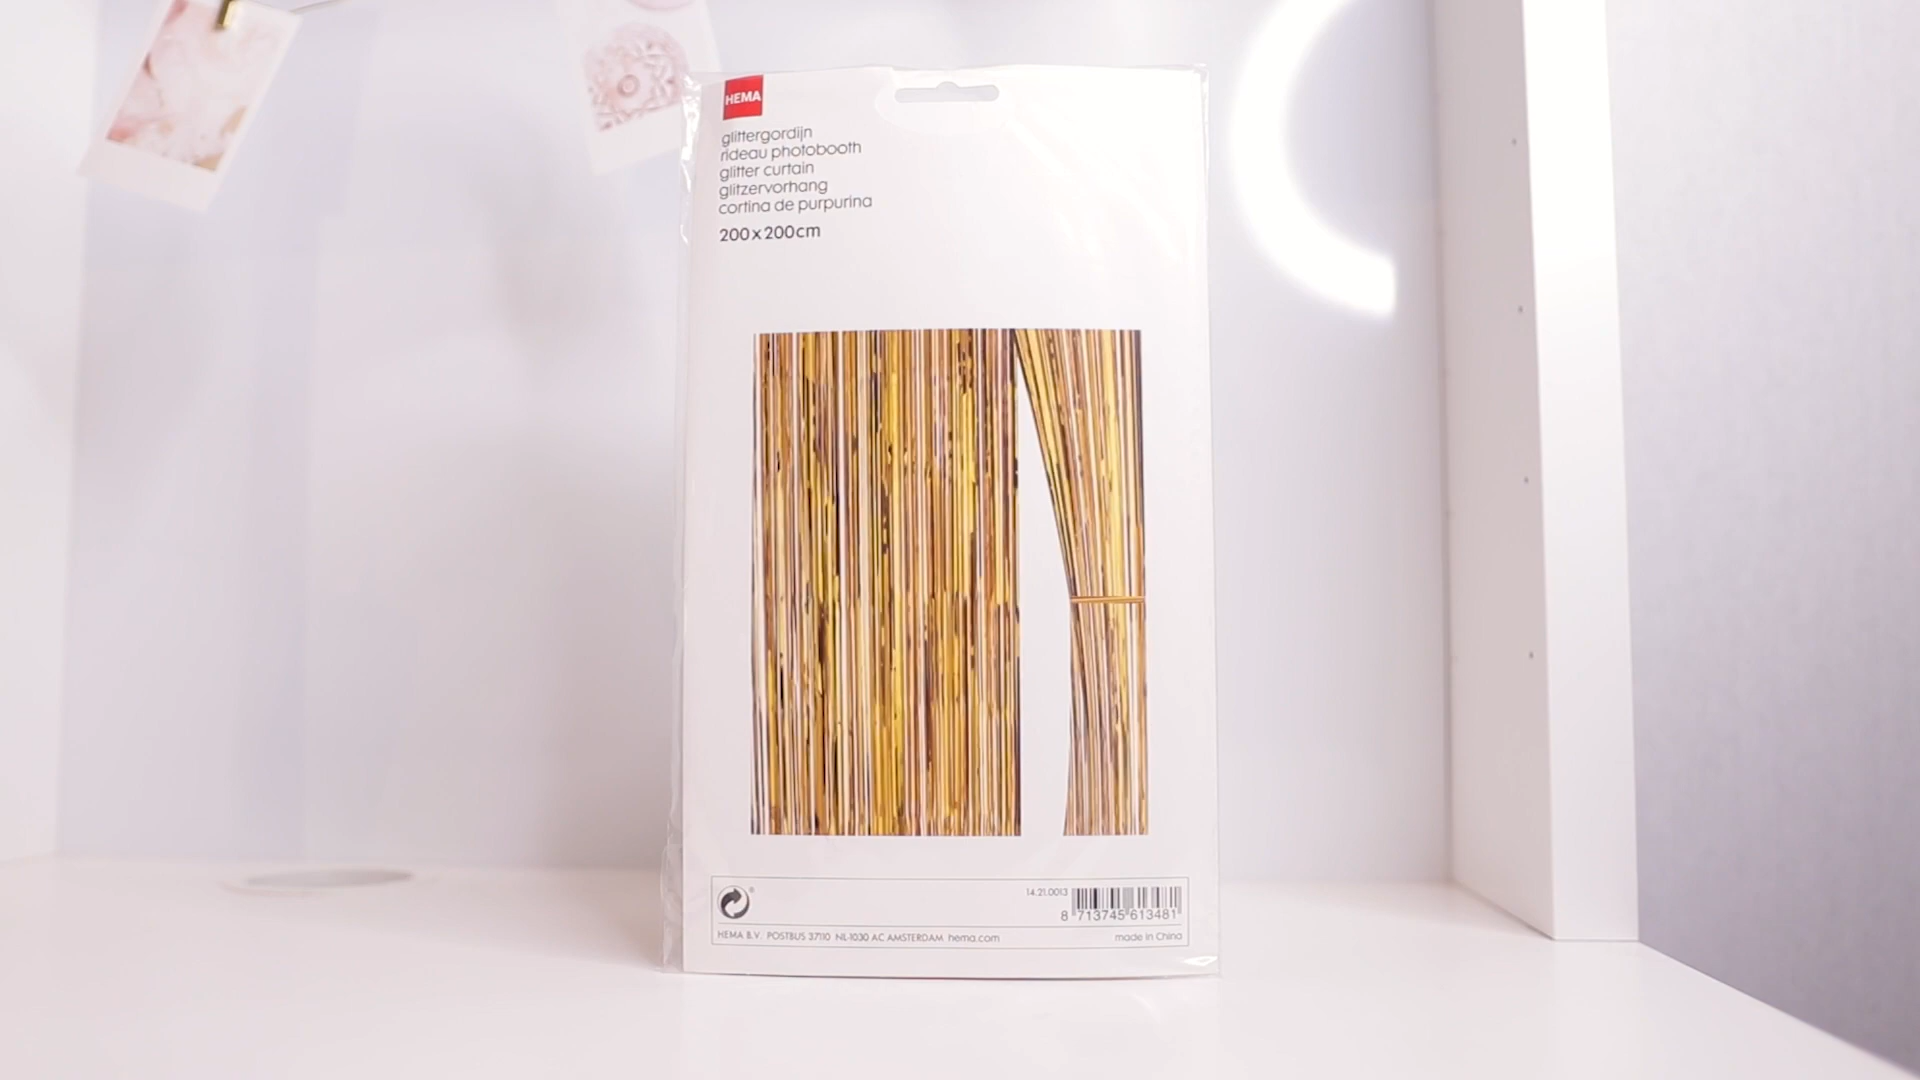 HEMA
glittergordijn
rideau photobooth
glitter curtain
glitzervorhang
cortina de purpurina
200x200cm
14.21.0013
8 713745 613481
HEMA B.V. POSTBUS 37110 NL-1030 AC AMSTERDAM hema.com
made in China